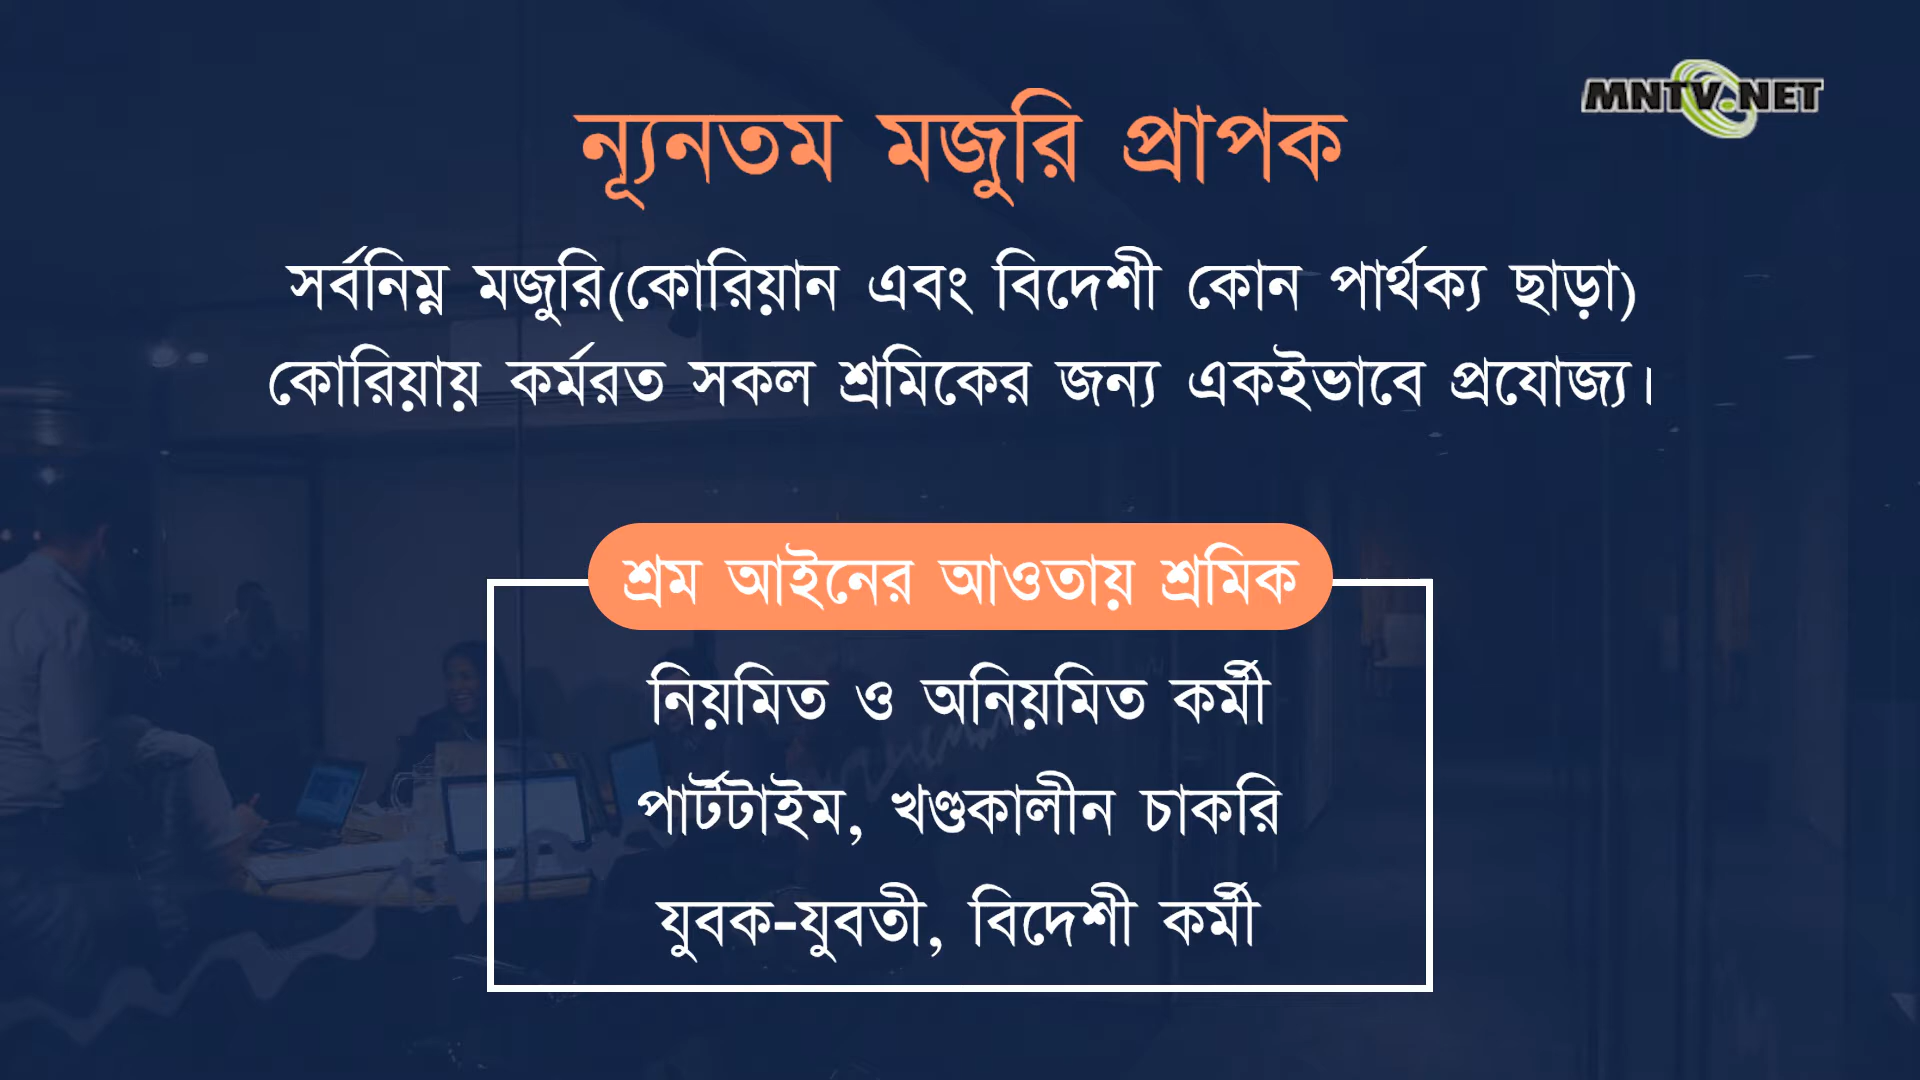 MNTV.NET
ন্যূনতম মজুরি প্রাপক
সর্বনিম্ন মজুরি(কোরিয়ান এবং বিদেশী কোন পার্থক্য ছাড়া)
কোরিয়ায় কর্মরত সকল শ্রমিকের জন্য একইভাবে প্রযোজ্য।
শ্রম আইনের আওতায় শ্রমিক
নিয়মিত ও অনিয়মিত কর্মী
পার্টটাইম, খণ্ডকালীন চাকরি
যুবক-যুবতী, বিদেশী কর্মী